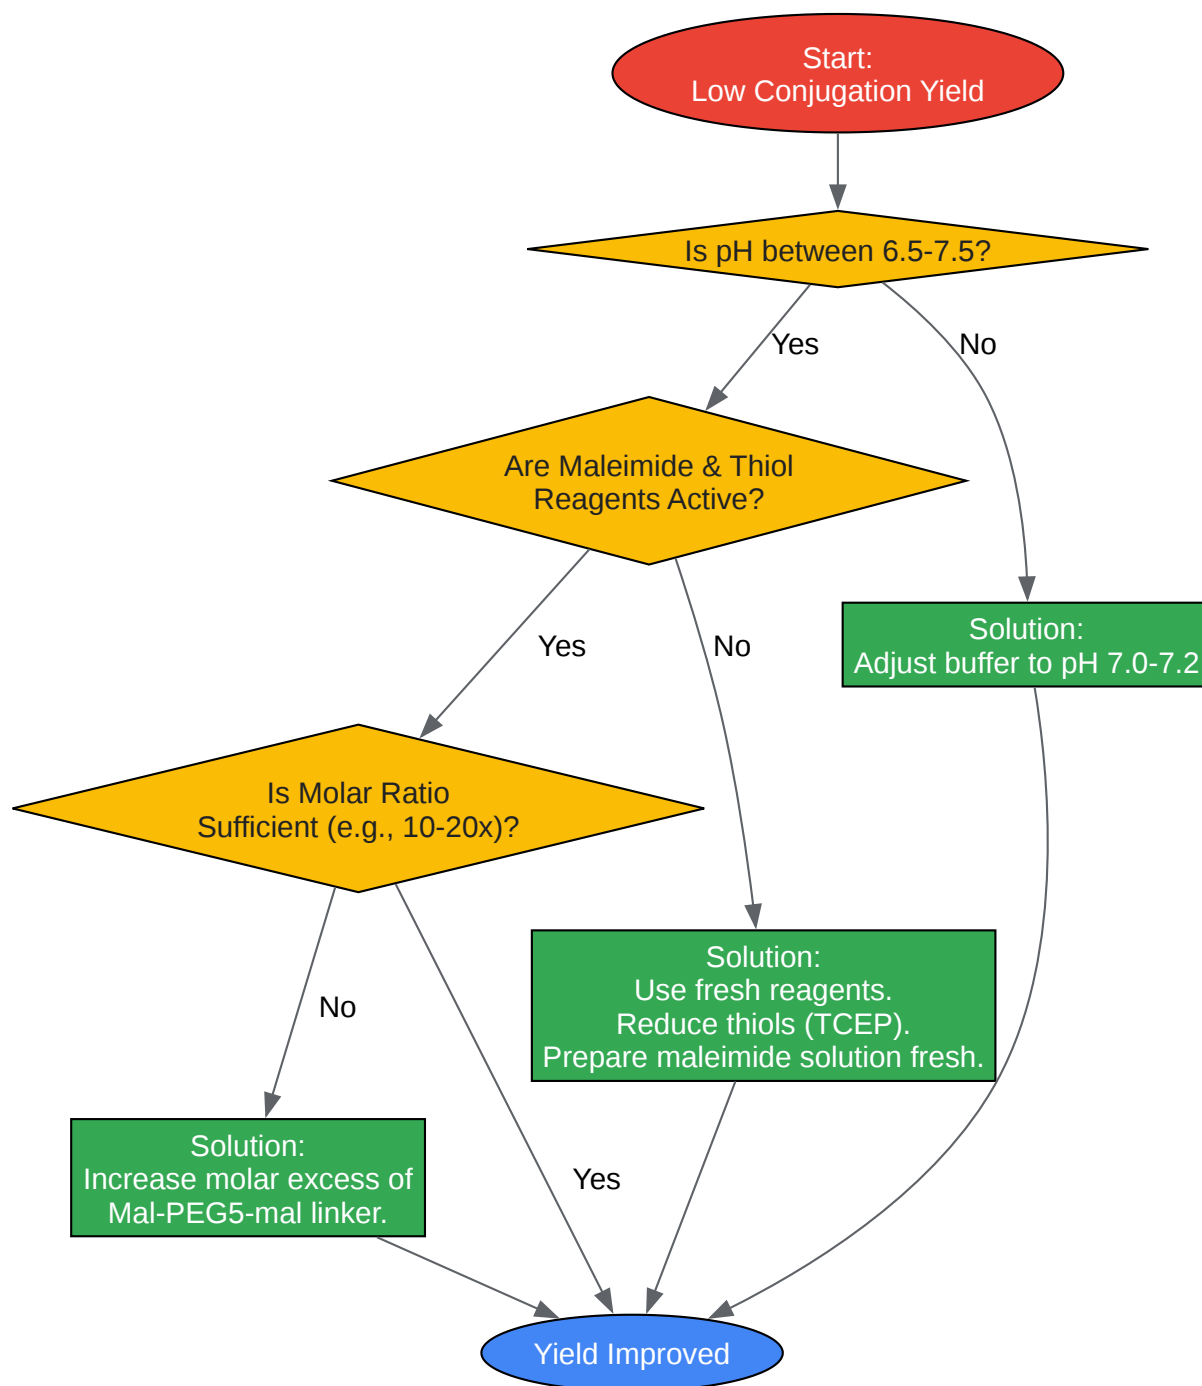 Start:
Low Conjugation Yield
Is pH between 6.5-7.5?
Yes
No
Are Maleimide & Thiol
Reagents Active?
Yes
No
Solution:
Adjust buffer to pH 7.0-7.2
Is Molar Ratio
Sufficient (e.g., 10-20x)?
No
Yes
Solution:
Use fresh reagents.
Reduce thiols (TCEP).
Prepare maleimide solution fresh.
Solution:
Increase molar excess of
Mal-PEG5-mal linker.
Yield Improved